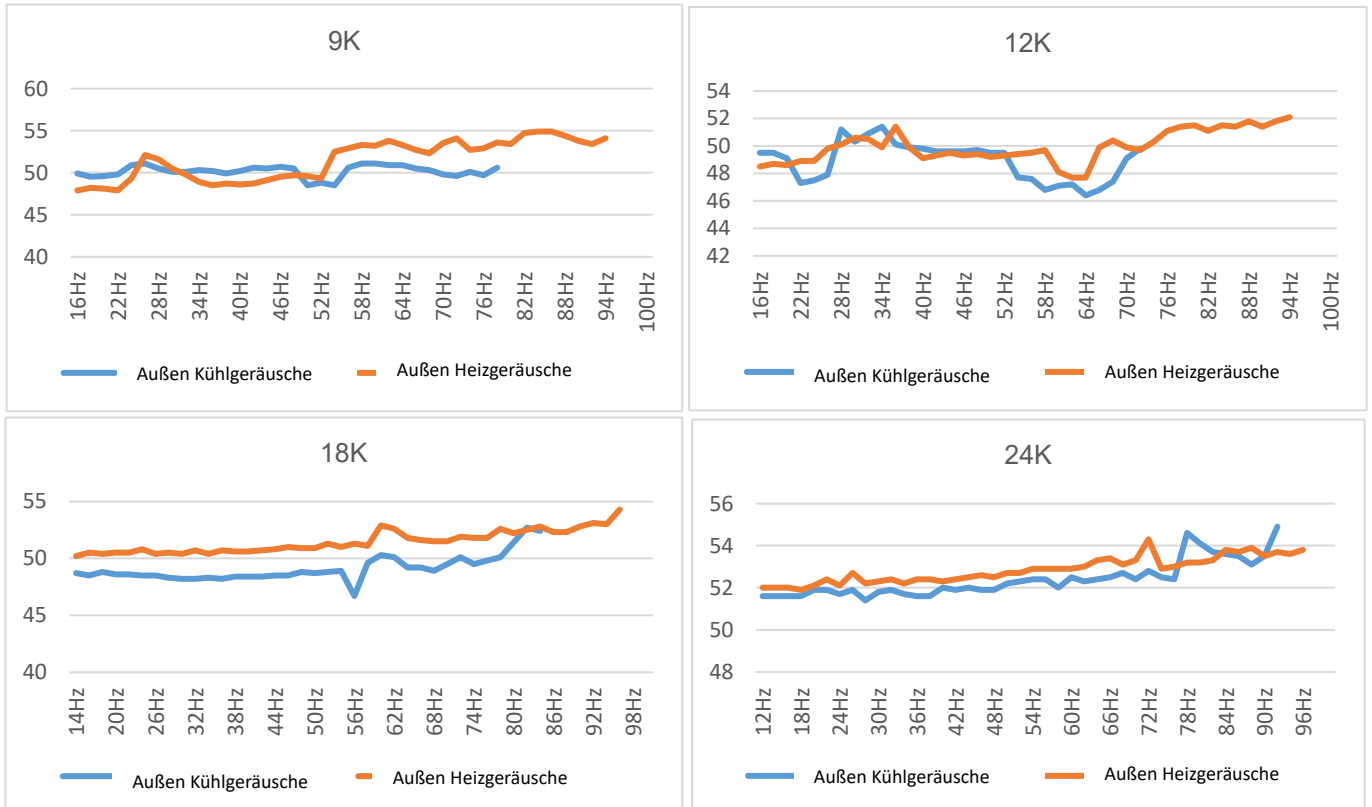 9K
60
55
50
45
40
16Hz 22Hz 28Hz 34Hz 40Hz 46Hz 52Hz 58Hz 64Hz 70Hz 76Hz 82Hz 88Hz 94Hz 100Hz
Außen Kühlgeräusche Außen Heizgeräusche
12K
54
52
50
48
46
44
42
16Hz 22Hz 28Hz 34Hz 40Hz 46Hz 52Hz 58Hz 64Hz 70Hz 76Hz 82Hz 88Hz 94Hz 100Hz
Außen Kühlgeräusche Außen Heizgeräusche
18K
55
50
45
40
14Hz 20Hz 26Hz 32Hz 38Hz 44Hz 50Hz 56Hz 62Hz 68Hz 74Hz 80Hz 86Hz 92Hz 98Hz
Außen Kühlgeräusche Außen Heizgeräusche
24K
56
54
52
50
48
12Hz 18Hz 24Hz 30Hz 36Hz 42Hz 48Hz 54Hz 60Hz 66Hz 72Hz 78Hz 84Hz 90Hz 96Hz
Außen Kühlgeräusche Außen Heizgeräusche